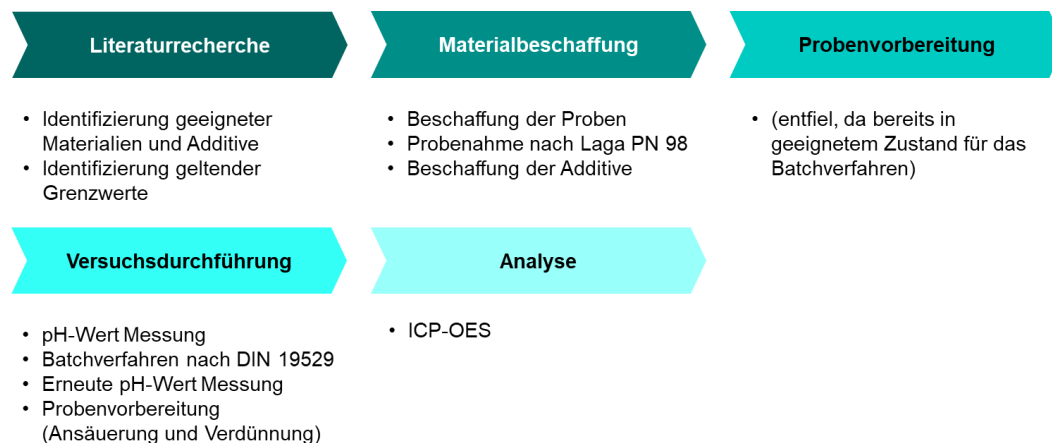 Literaturrecherche
Materialbeschaffung
Probenvorbereitung
• Identifizierung geeigneter
Materialien und Additive
• Identifizierung geltender
Grenzwerte
• Beschaffung der Proben
• Probenahme nach Laga PN 98
• Beschaffung der Additive
• (entfiel, da bereits in
geeignetem Zustand für das
Batchverfahren)
Versuchsdurchführung
Analyse
• pH-Wert Messung
• Batchverfahren nach DIN 19529
• Erneute pH-Wert Messung
• Probenvorbereitung
(Ansäuerung und Verdünnung)
• ICP-OES